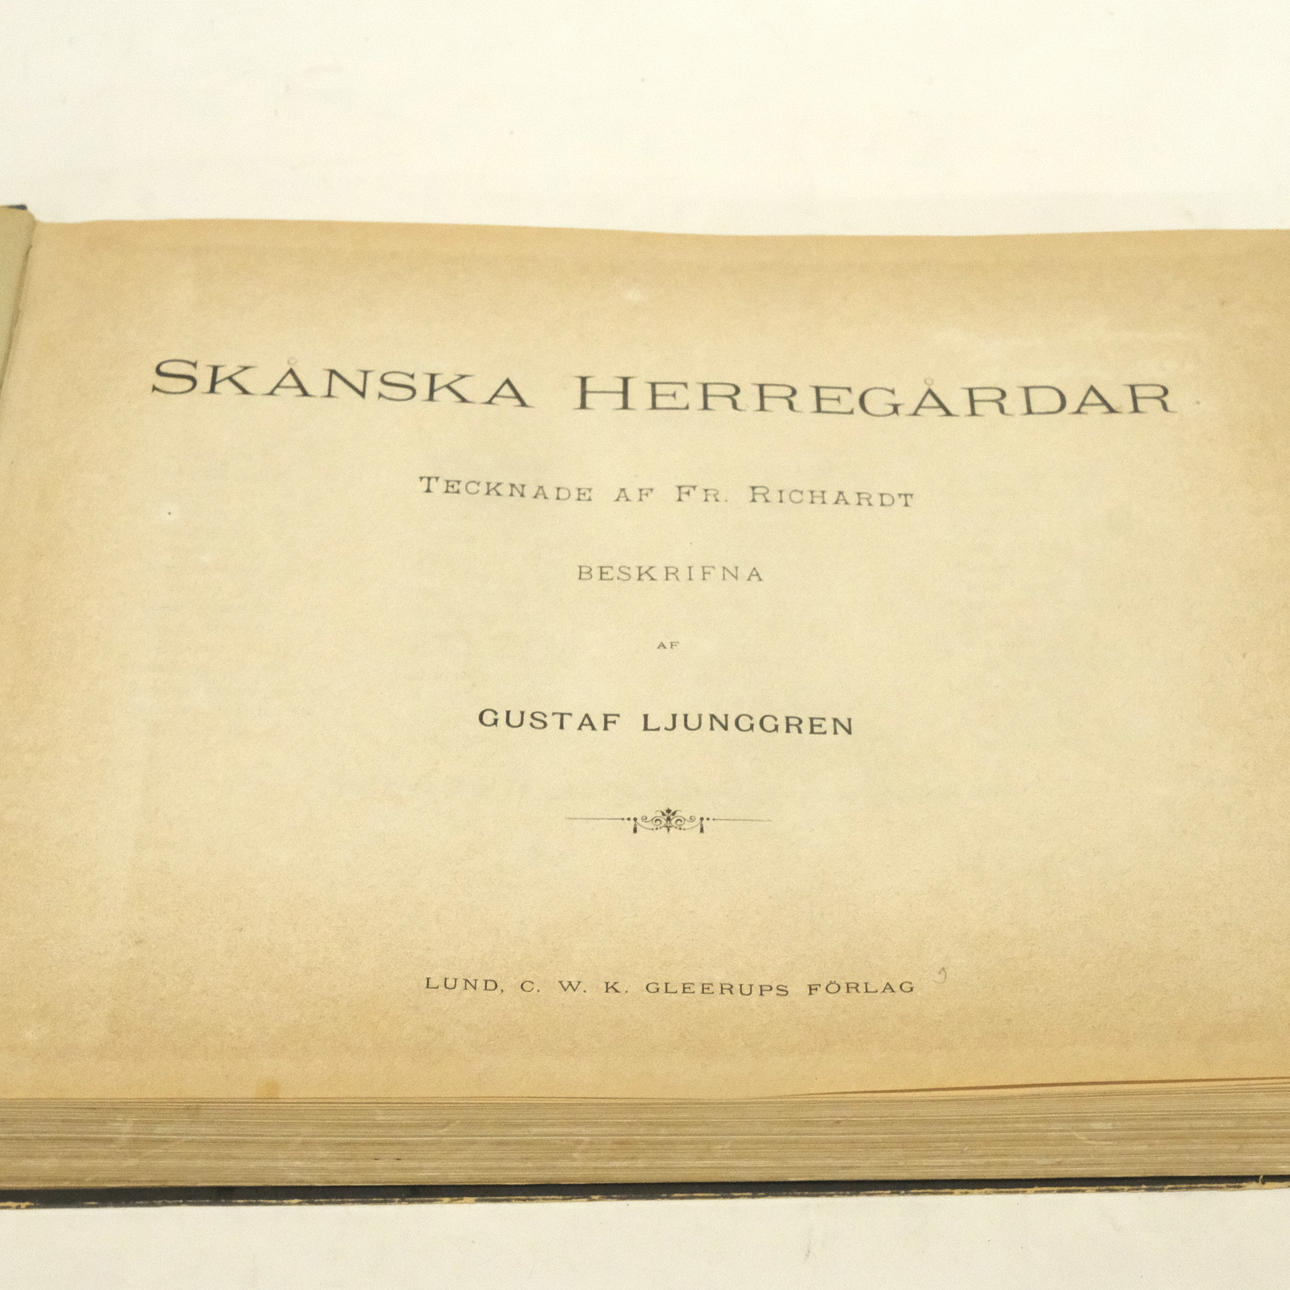 SKÅNSKA HERREGÅRDAR
TECKNADE AF FR. RICHARDT
BESKRIFNA
AF
GUSTAF LJUNGGREN
LUND, C. W. K. GLEERUPS FÖRLAG